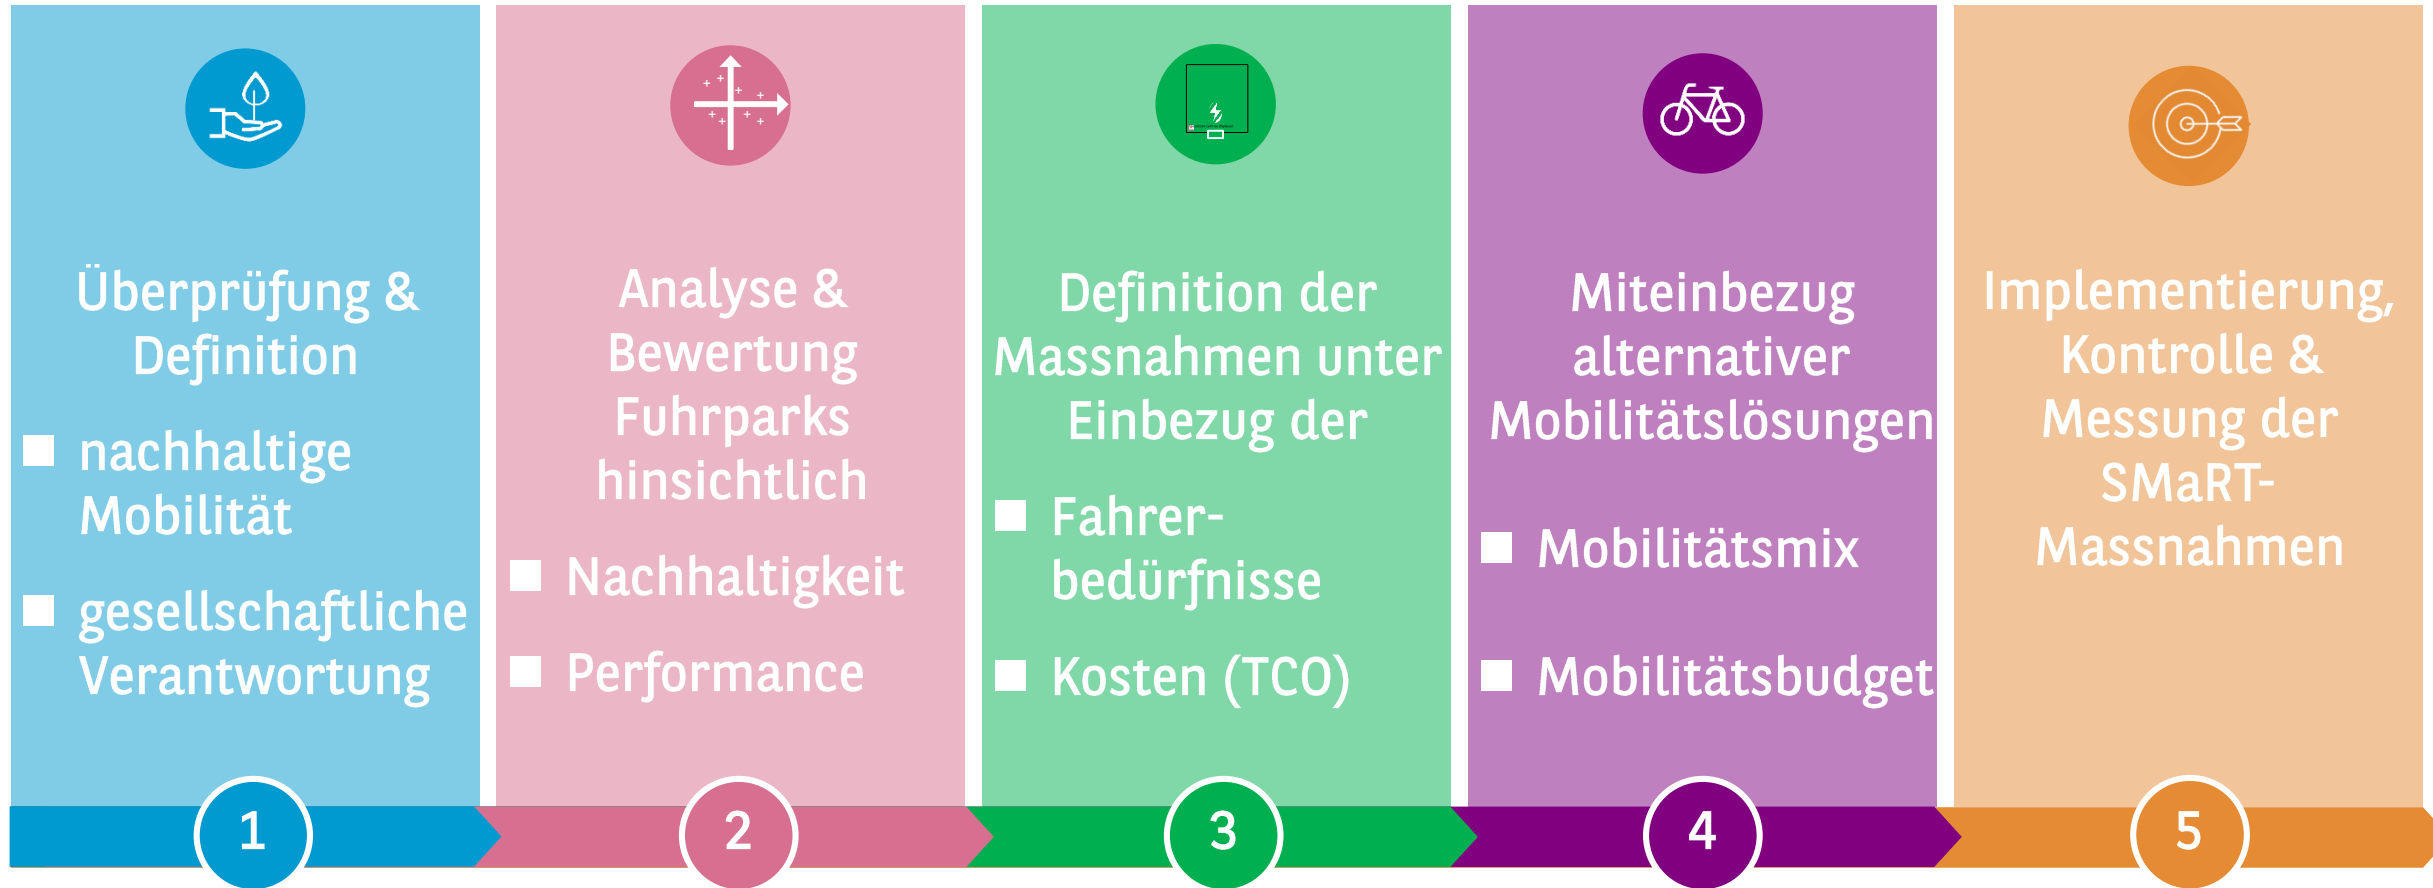 Überprüfung &
Definition
nachhaltige
Mobilität
gesellschaftliche
Verantwortung
1
Analyse &
Bewertung
Fuhrparks
hinsichtlich
Nachhaltigkeit
Performance
2
Definition der
Massnahmen unter
Einbezug der
Fahrer-
bedürfnisse
Kosten (TCO)
3
Miteinbezug
alternativer
Mobilitätslösungen
Mobilitätsmix
Mobilitätsbudget
4
Implementierung,
Kontrolle &
Messung der
SMaRT-
Massnahmen
5